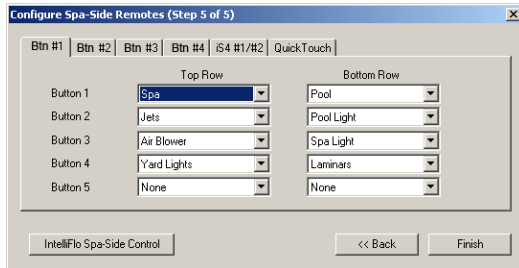 Configure Spa-Side Remotes (Step 5 of 5)
Btn #1 Btn #2 Btn #3 Btn #4 iS4 #1/#2 QuickTouch
Top Row Bottom Row
Button 1 Spa Pool
Button 2 Jets Pool Light
Button 3 Air Blower Spa Light
Button 4 Yard Lights Laminars
Button 5 None None
IntelliFlo Spa-Side Control << Back Finish